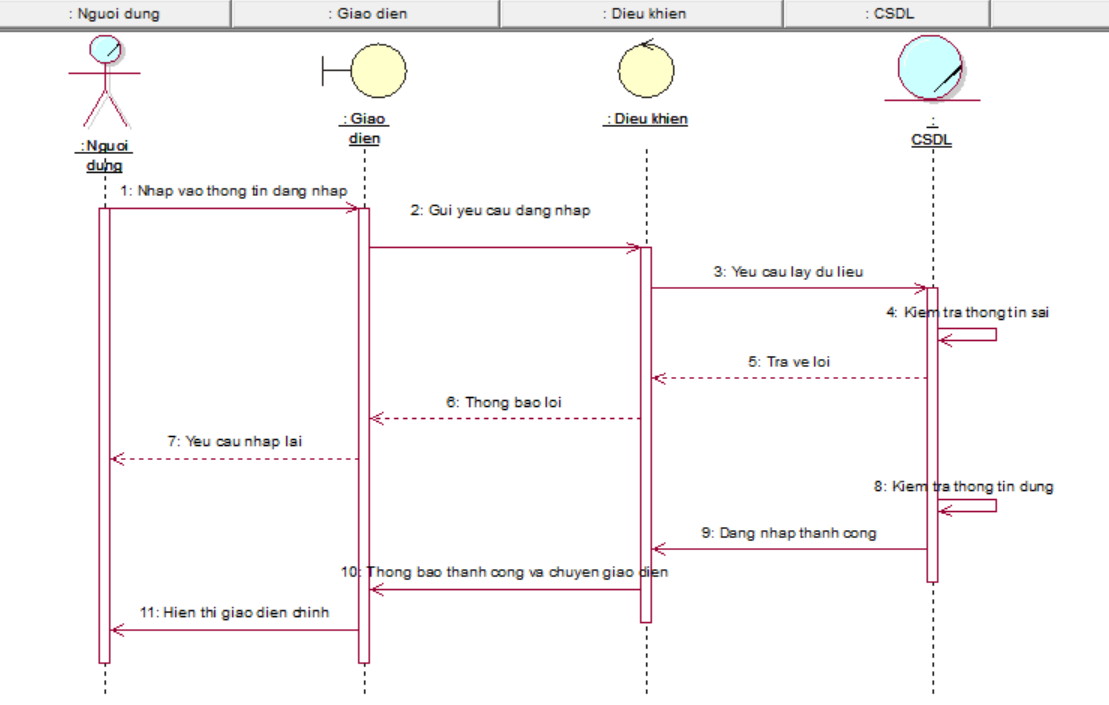 : Nguoi dung
: Giao dien
: Dieu khien
: CSDL
: Nguoi
dung
: Giao
dien
: Dieu khien
:
CSDL
1: Nhap vao thong tin dang nhap
2: Gui yeu cau dang nhap
3: Yeu cau lay du lieu
4: Kiem tra thong tin sai
5: Tra ve loi
6: Thong bao loi
7: Yeu cau nhap lai
8: Kiem tra thong tin dung
9: Dang nhap thanh cong
10: Thong bao thanh cong va chuyen giao dien
11: Hien thi giao dien chinh